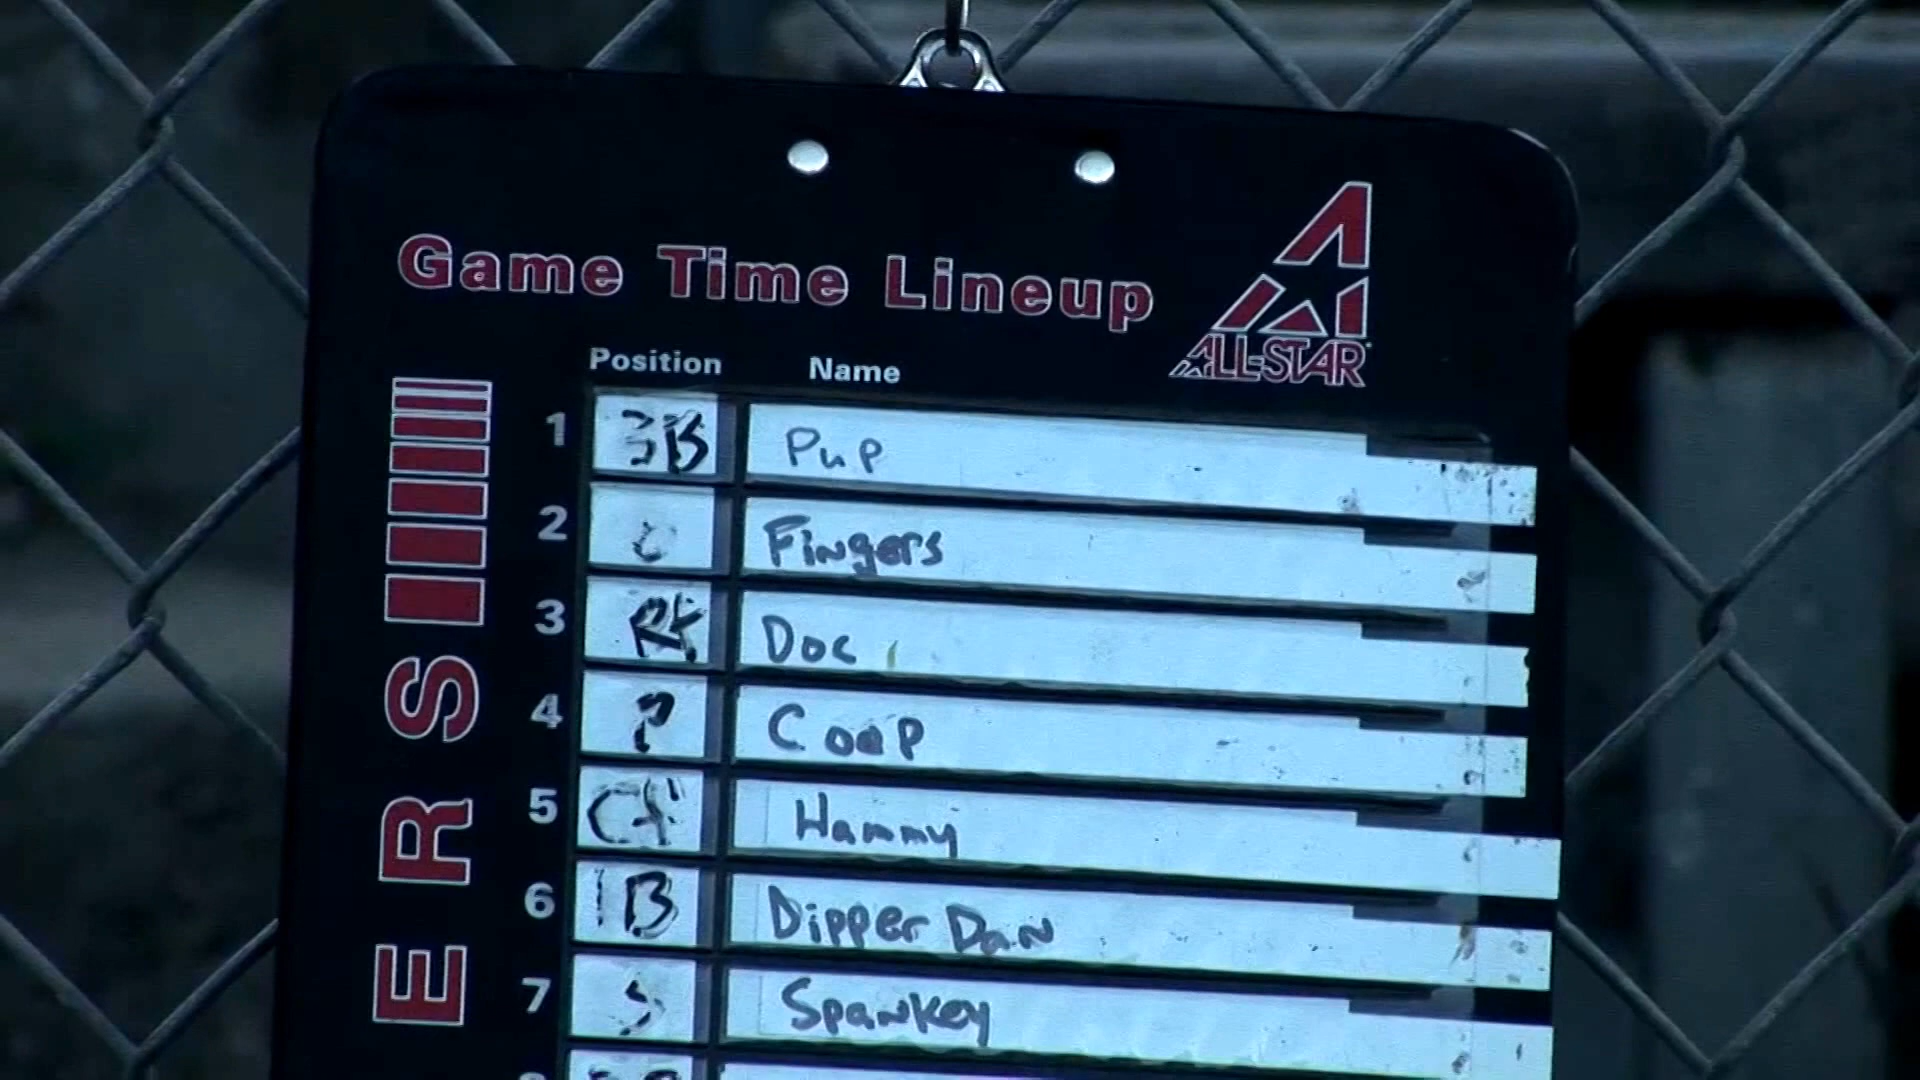 Game Time Lineup
ALL-STAR
Position Name
1 3B Pup
2 C Fingers
3 RF Doc
4 P Coop
5 CF Hammy
6 1B Dipper Dan
7 S Spankey
ERS